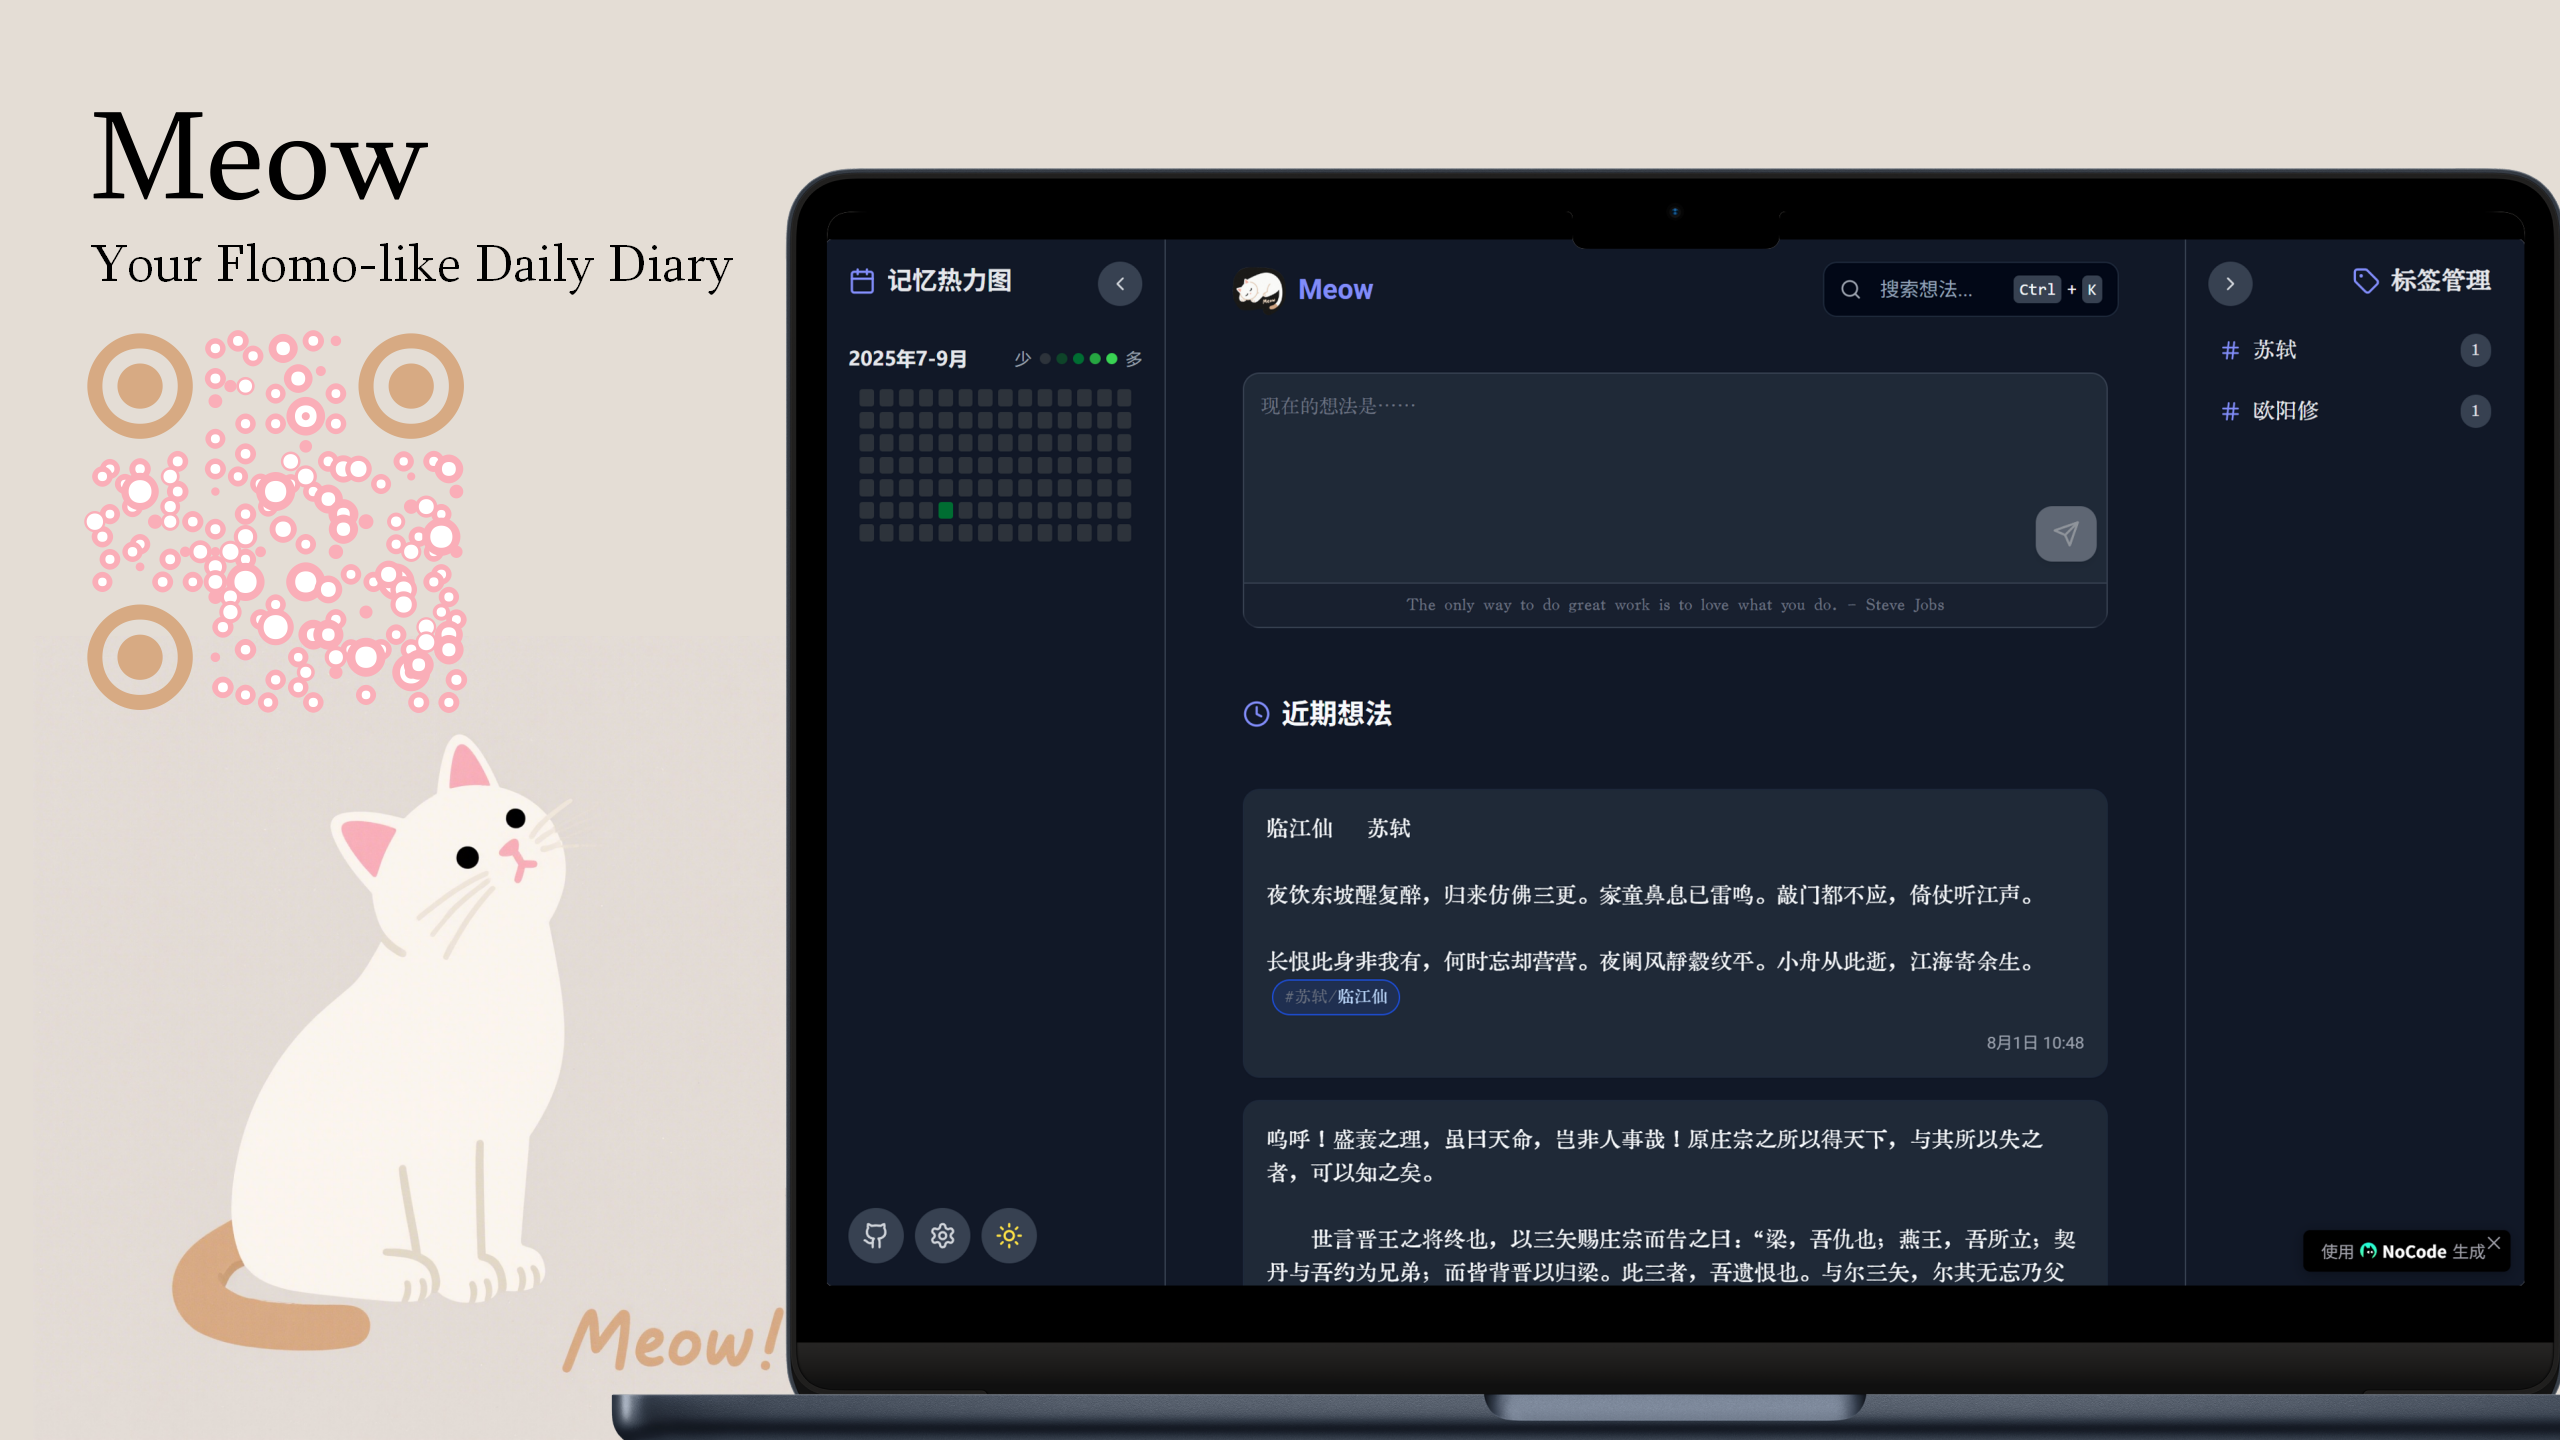 Meow
Your Flomo-like Daily Diary
Meow!
记忆热力图
2025年7-9月
少
多
Meow
搜索想法...
Ctrl + K
现在的想法是……
The only way to do great work is to love what you do. - Steve Jobs
近期想法
临江仙 苏轼
夜饮东坡醒复醉，归来仿佛三更。家童鼻息已雷鸣。敲门都不应，倚仗听江声。
长恨此身非我有，何时忘却营营。夜阑风静縠纹平。小舟从此逝，江海寄余生。
#苏轼/临江仙
8月1日 10:48
呜呼！盛衰之理，虽曰天命，岂非人事哉！原庄宗之所以得天下，与其所以失之
者，可以知之矣。
世言晋王之将终也，以三矢赐庄宗而告之曰：“梁，吾仇也；燕王，吾所立；契
丹与吾约为兄弟；而皆背晋以归梁。此三者，吾遗恨也。与尔三矢，尔其无忘乃父
标签管理
# 苏轼 1
# 欧阳修 1
使用 NoCode 生成